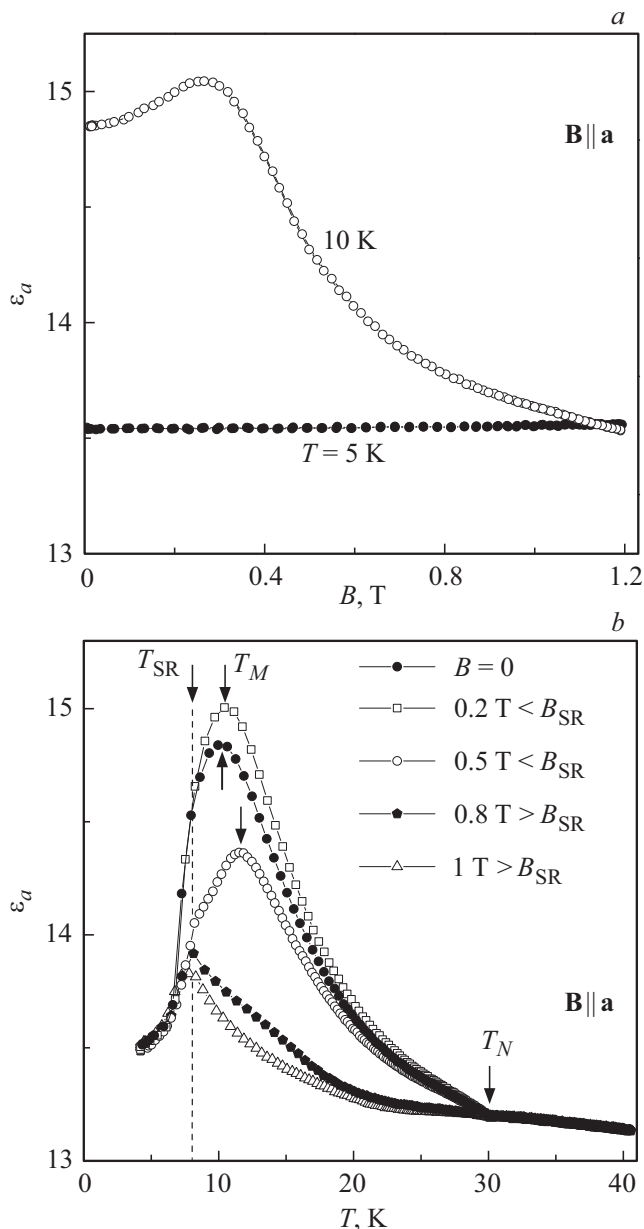 a
15
B || a
10 K
ε_a
14
T = 5 K
13
0 0.4 0.8 1.2
B, T
b
T_SR T_M
B = 0
15
0.2 T < B_SR
0.5 T < B_SR
0.8 T > B_SR
1 T > B_SR
ε_a
14
B || a
T_N
13
0 10 20 30 40
T, K